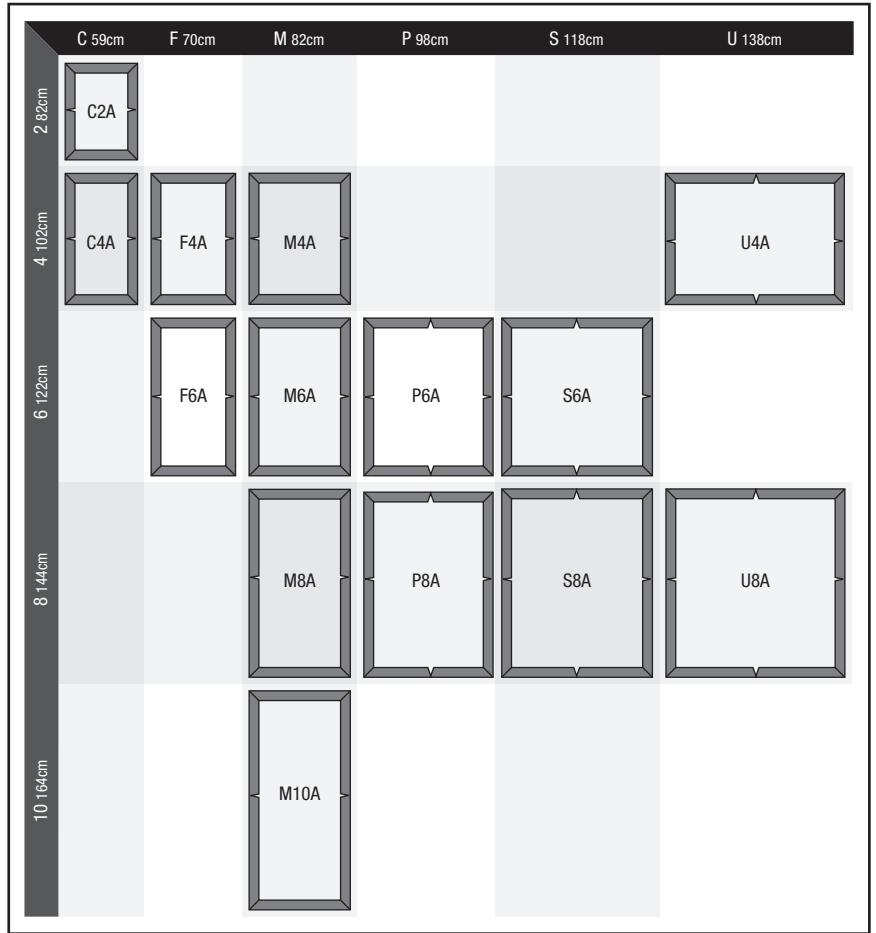 C 59cm F 70cm M 82cm P 98cm S 118cm U 138cm
2 82cm
C2A
4 102cm
C4A F4A M4A U4A
6 122cm
F6A M6A P6A S6A
8 144cm
M8A P8A S8A U8A
10 164cm
M10A